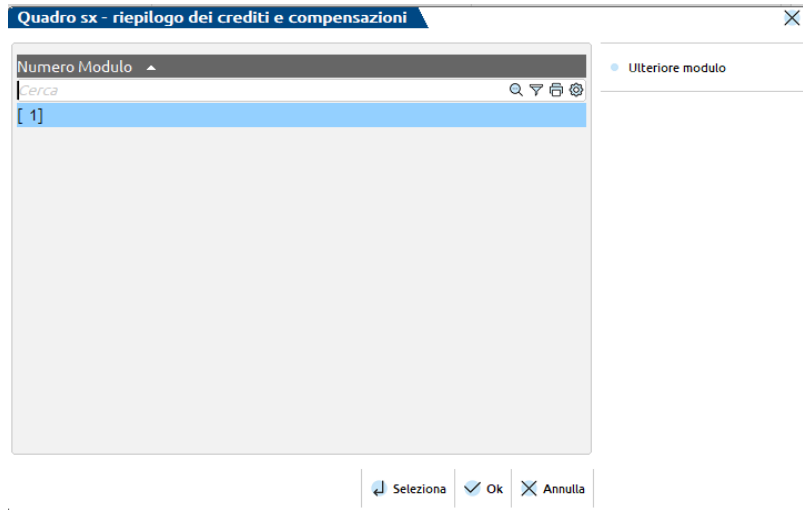 Quadro sx - riepilogo dei crediti e compensazioni
Numero Modulo
Ulteriore modulo
Cerca
[ 1]
Seleziona Ok Annulla